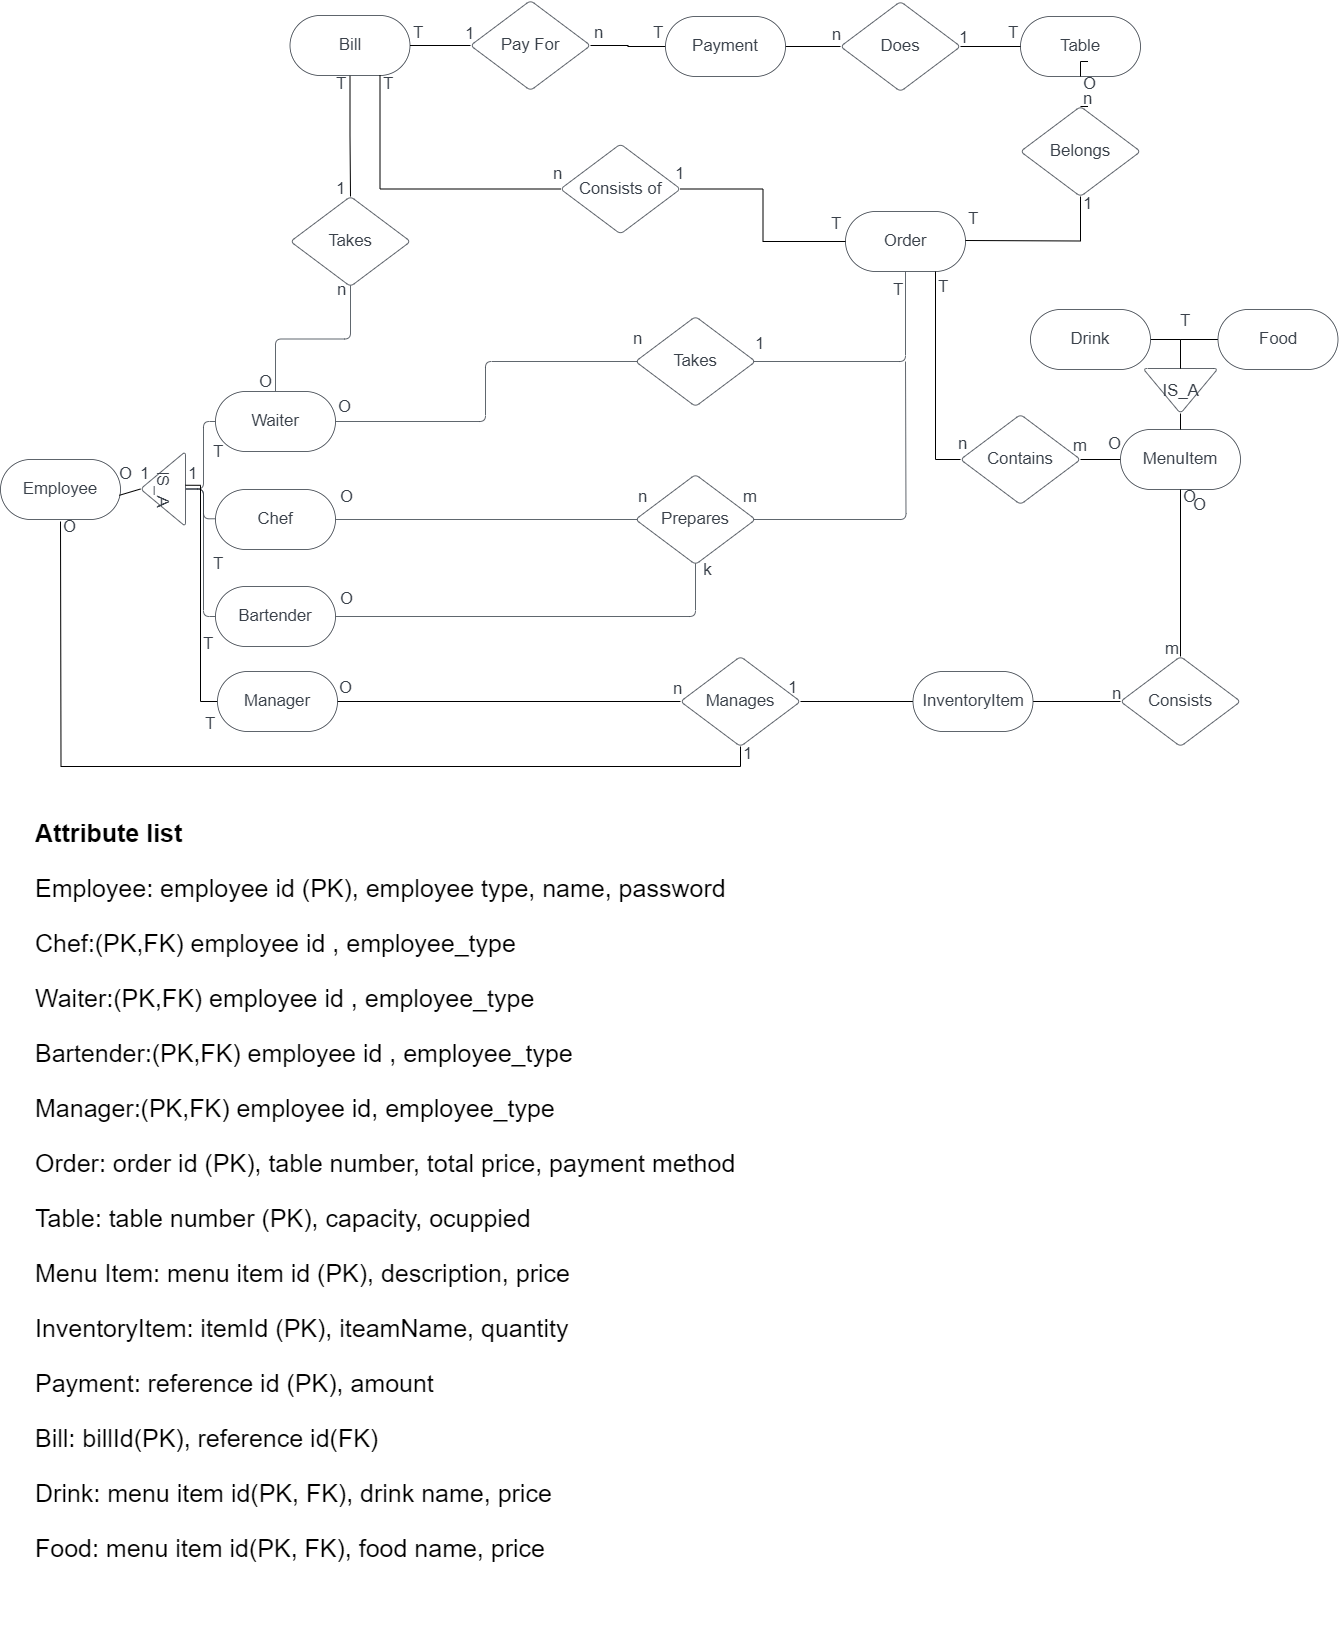 Bill T 1 Pay For n T Payment n Does 1 T Table
T T O
n
Belongs
n Consists of 1
1 1
Takes T Order T
n T T
Drink T Food
n Takes 1
O IS_A
Waiter O
T n Contains m O MenuItem
Employee O 1 IS_A 1
O Chef O n Prepares m O
O
T k
Bartender O
T m
Manager O n Manages 1 InventoryItem n Consists
T
1
Attribute list
Employee: employee id (PK), employee type, name, password
Chef:(PK,FK) employee id , employee_type
Waiter:(PK,FK) employee id , employee_type
Bartender:(PK,FK) employee id , employee_type
Manager:(PK,FK) employee id, employee_type
Order: order id (PK), table number, total price, payment method
Table: table number (PK), capacity, ocuppied
Menu Item: menu item id (PK), description, price
InventoryItem: itemId (PK), iteamName, quantity
Payment: reference id (PK), amount
Bill: billId(PK), reference id(FK)
Drink: menu item id(PK, FK), drink name, price
Food: menu item id(PK, FK), food name, price